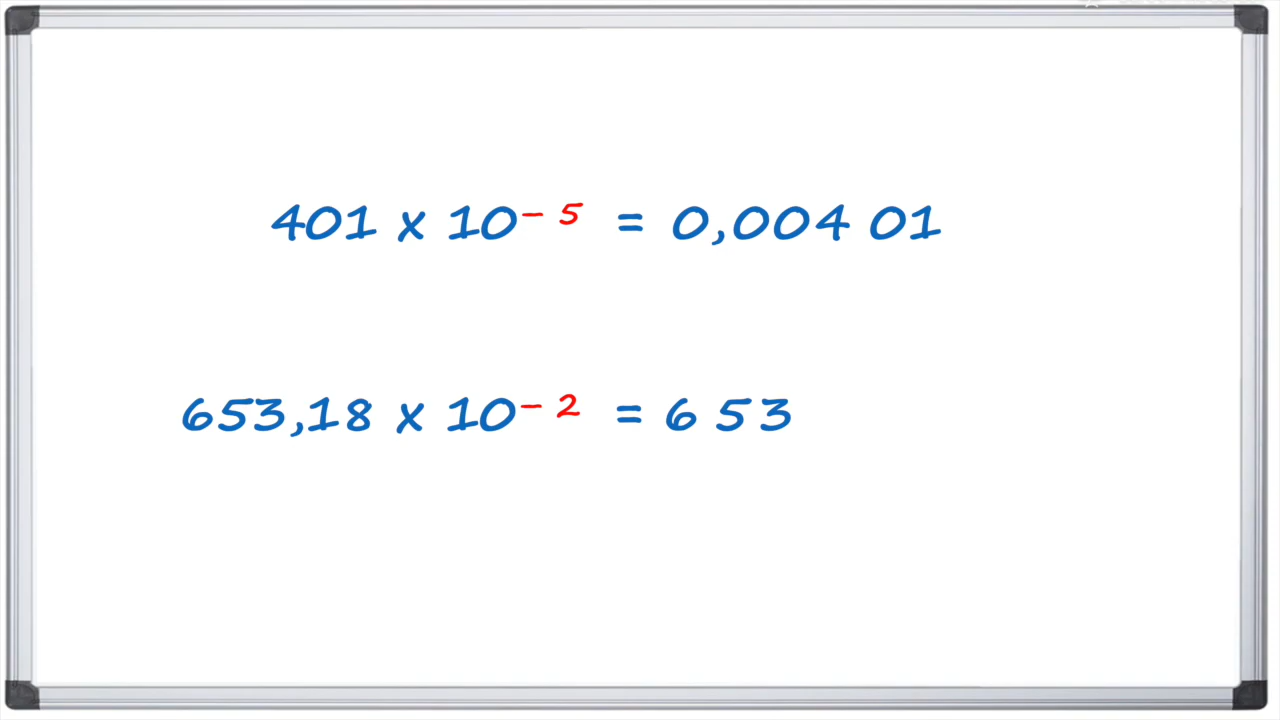 401 x 10⁻⁵ = 0,004 01
653,18 x 10⁻² = 6 53